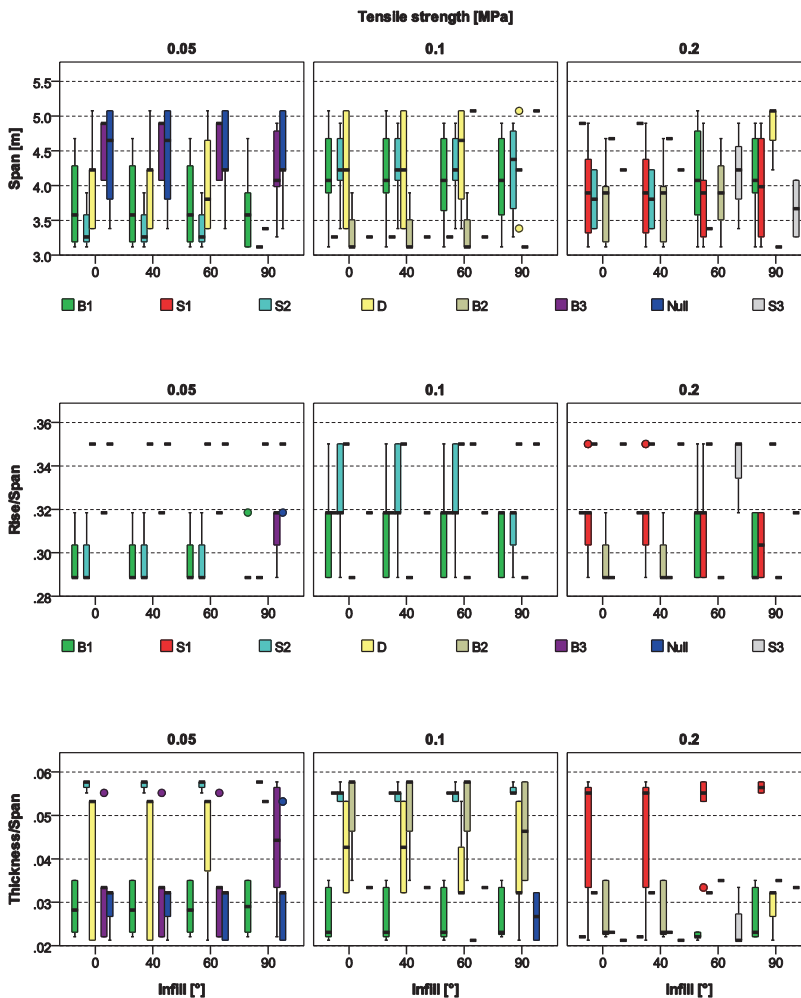 Tensile strength [MPa]
0.05 0.1 0.2
Span [m]
5.5
5.0
4.5
4.0
3.5
3.0
0 40 60 90 0 40 60 90 0 40 60 90
B1 S1 S2 D B2 B3 Null S3
0.05 0.1 0.2
Rise/Span
.36
.34
.32
.30
.28
0 40 60 90 0 40 60 90 0 40 60 90
B1 S1 S2 D B2 B3 Null S3
0.05 0.1 0.2
Thickness/Span
.06
.05
.04
.03
.02
0 40 60 90 0 40 60 90 0 40 60 90
Infill [°] Infill [°] Infill [°]